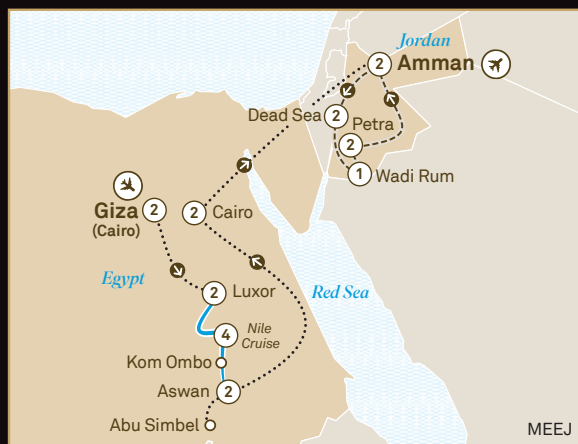 Jordan
2 Amman
Dead Sea
2
Petra
2
1 Wadi Rum
Giza
(Cairo)
2
2 Cairo
Egypt
2 Luxor
Red Sea
4 Nile
Cruise
Kom Ombo
Aswan 2
Abu Simbel
MEEJ